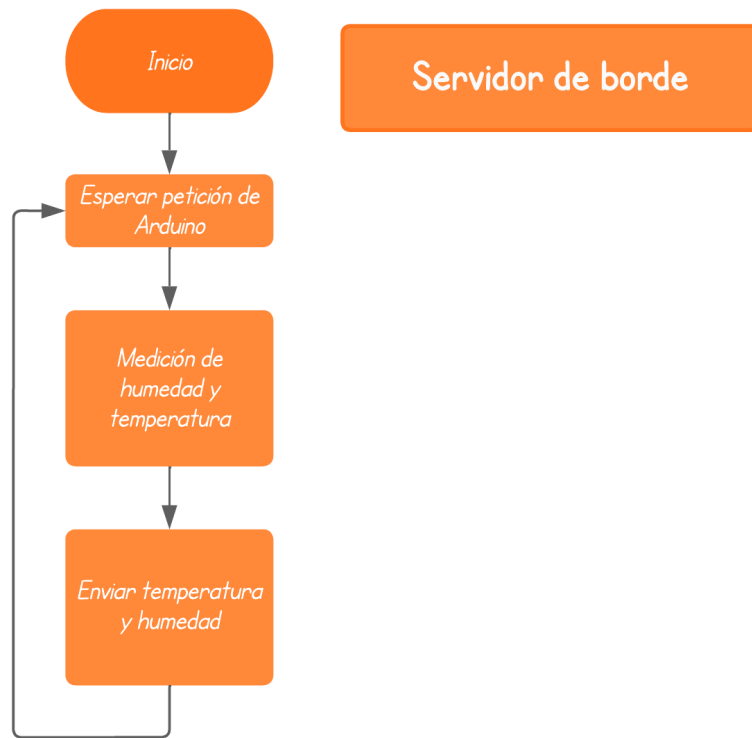 Inicio
Servidor de borde
Esperar petición de
Arduino
Medición de
humedad y
temperatura
Enviar temperatura
y humedad